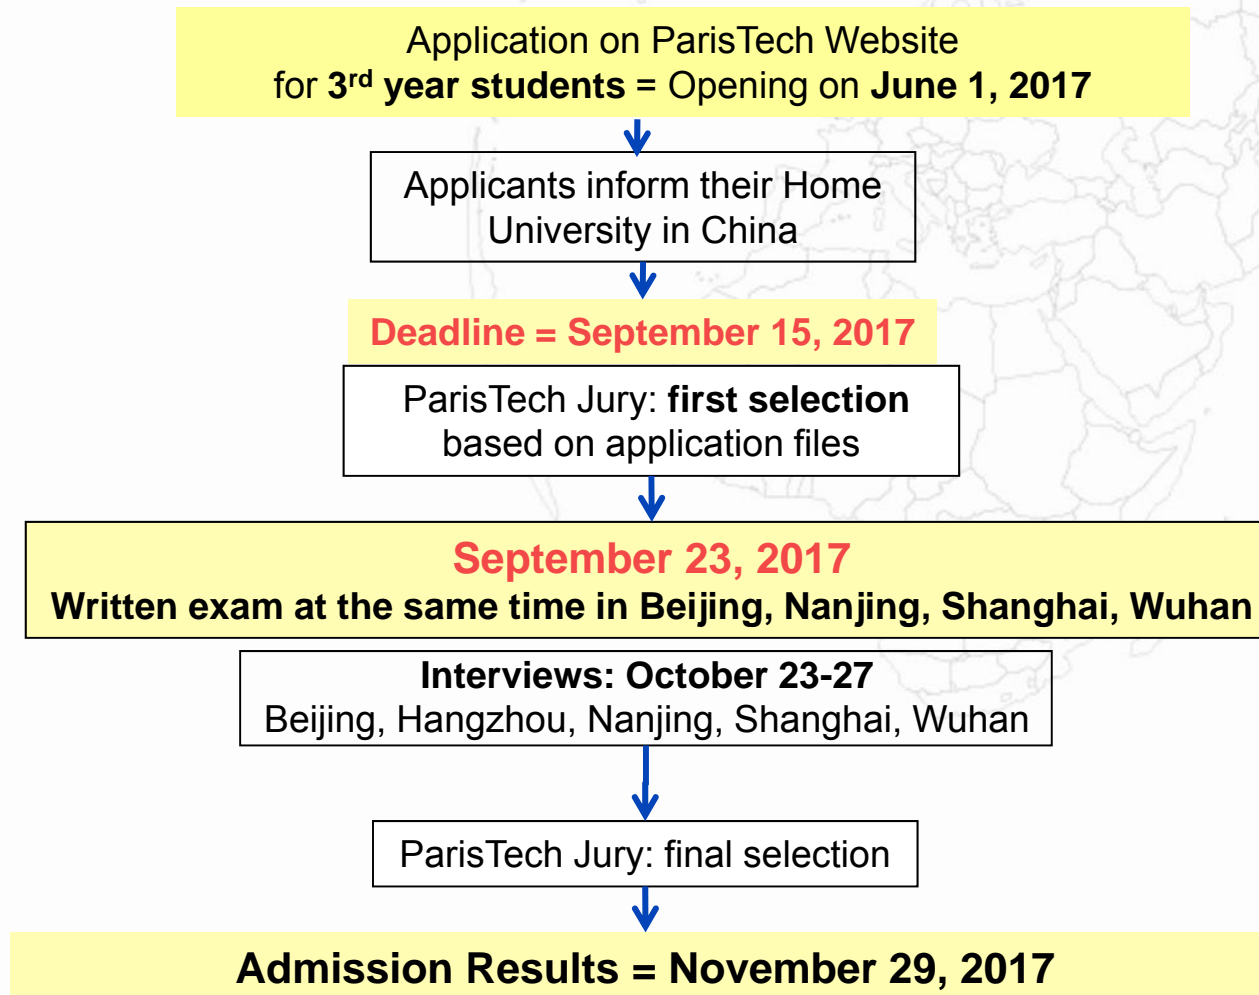 Application on ParisTech Website
for 3rd year students = Opening on June 1, 2017
Applicants inform their Home
University in China
Deadline = September 15, 2017
ParisTech Jury: first selection
based on application files
September 23, 2017
Written exam at the same time in Beijing, Nanjing, Shanghai, Wuhan
Interviews: October 23-27
Beijing, Hangzhou, Nanjing, Shanghai, Wuhan
ParisTech Jury: final selection
Admission Results = November 29, 2017